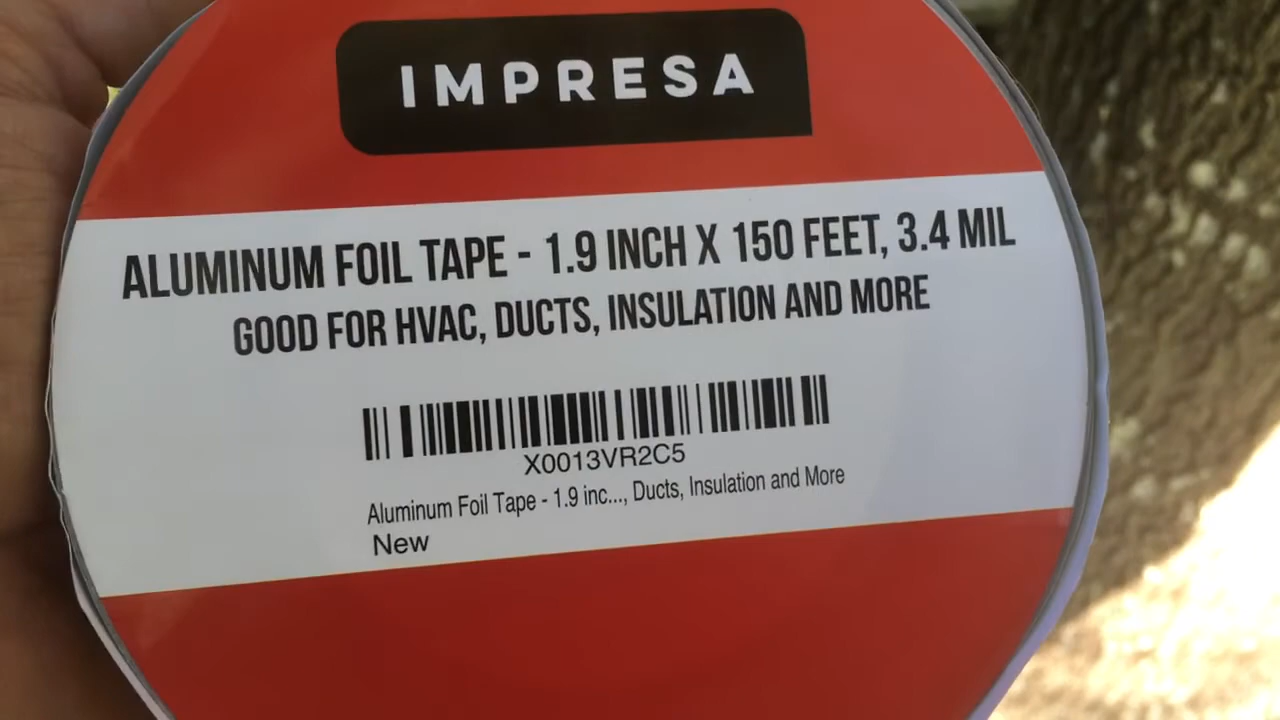 IMPRESA
ALUMINUM FOIL TAPE - 1.9 INCH X 150 FEET, 3.4 MIL
GOOD FOR HVAC, DUCTS, INSULATION AND MORE
X0013VR2C5
Aluminum Foil Tape - 1.9 inc..., Ducts, Insulation and More
New